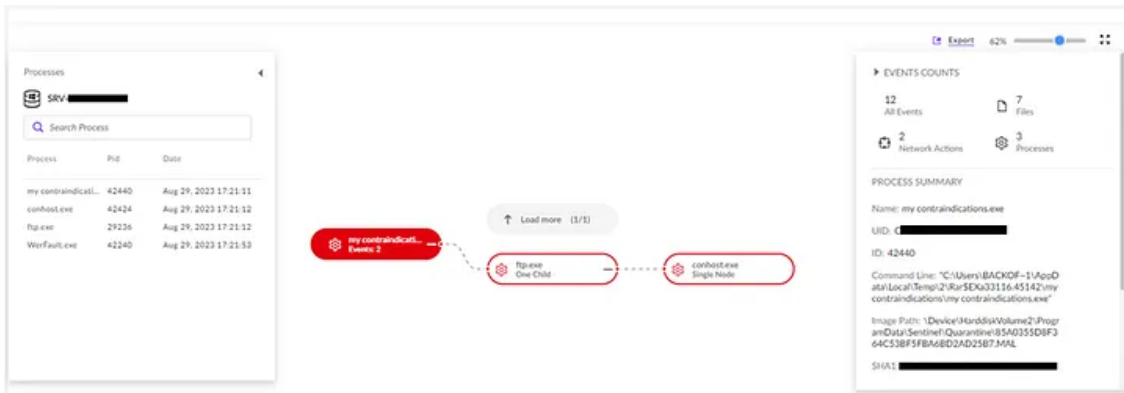 Export 62%
Processes
SRV-
Search Process
Process Pid Date
my contraindicati... 42440 Aug 29, 2023 17:21:11
conhost.exe 42424 Aug 29, 2023 17:21:12
ftp.exe 29236 Aug 29, 2023 17:21:12
WerFault.exe 42240 Aug 29, 2023 17:21:53
Load more (1/1)
my contraindicati...
Events: 2
ftp.exe
One Child
conhost.exe
Single Node
EVENTS COUNTS
12
All Events
7
Files
2
Network Actions
3
Processes
PROCESS SUMMARY
Name: my contraindications.exe
UID: C
ID: 42440
Command Line: "C:\Users\BACKOF~1\AppD
ata\Local\Temp\2\Rar$EXa33116.45142\my
contraindications\my contraindications.exe"
Image Path: \Device\HarddiskVolume2\Progr
amData\Sentinel\Quarantine\85A0355D8F3
64C53BF5FBA6BD2AD25B7.MAL
SHA1: